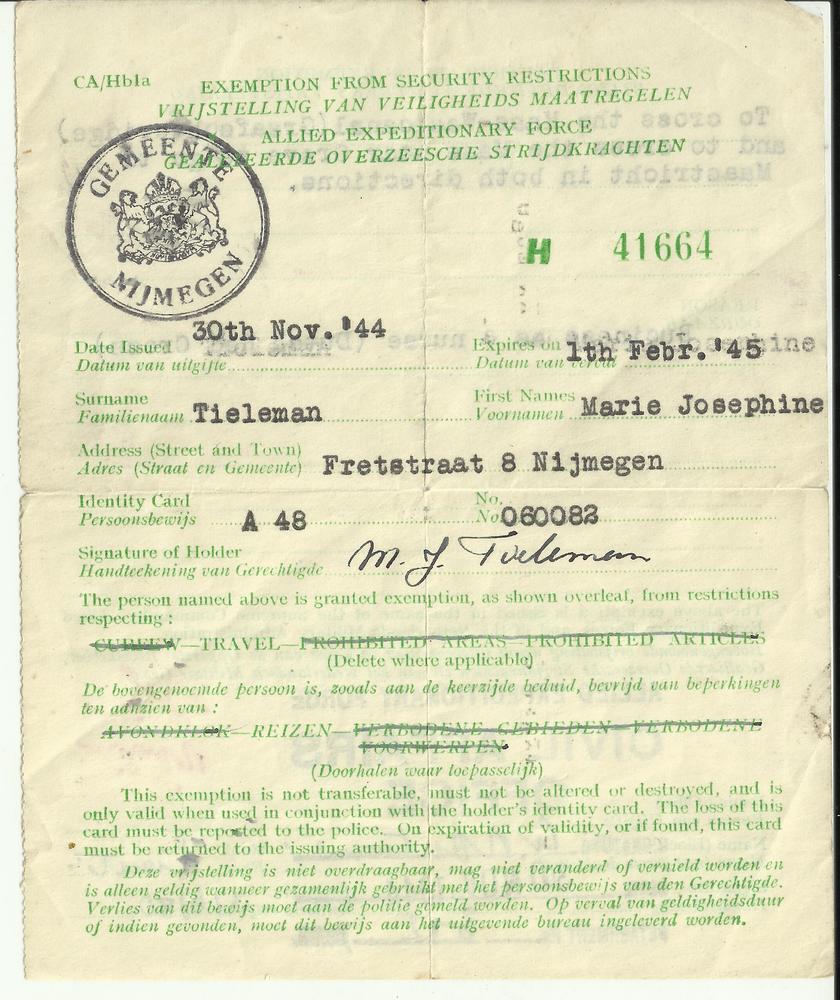 CA/Hb1a
EXEMPTION FROM SECURITY RESTRICTIONS
VRIJSTELLING VAN VEILIGHEIDS MAATREGELEN
ALLIED EXPEDITIONARY FORCE
GEALLIEERDE OVERZEESCHE STRIJDKRACHTEN
GEMEENTE
NIJMEGEN
H 41664
Date Issued 30th Nov. '44 Expires on 1th Febr. '45
Datum van uitgifte Datum van verval
Surname First Names
Familienaam Tieleman Voornamen Marie Josephine
Address (Street and Town)
Adres (Straat en Gemeente) Fretstraat 8 Nijmegen
Identity Card No.
Persoonsbewijs A 48 No. 060082
Signature of Holder M. J. Tieleman
Handteekening van Gerechtigde
The person named above is granted exemption, as shown overleaf, from restrictions
respecting :
CURFEW—TRAVEL—PROHIBITED AREAS—PROHIBITED ARTICLES
(Delete where applicable)
De bovengenoemde persoon is, zooals aan de keerzijde beduid, bevrijd van beperkingen
ten aanzien van :
AVONDKLOK—REIZEN—VERBODENE GEBIEDEN—VERBODENE
VOORWERPEN
(Doorhalen waar toepasselijk)
This exemption is not transferable, must not be altered or destroyed, and is
only valid when used in conjunction with the holder's identity card. The loss of this
card must be reported to the police. On expiration of validity, or if found, this card
must be returned to the issuing authority.
Deze vrijstelling is niet overdraagbaar, mag niet veranderd of vernield worden en
is alleen geldig wanneer gezamenlijk gebruikt met het persoonsbewijs van den Gerechtigde.
Verlies van dit bewijs moet aan de politie gemeld worden. Op verval van geldigheidsduur
of indien gevonden, moet dit bewijs aan het uitgevende bureau ingeleverd worden.